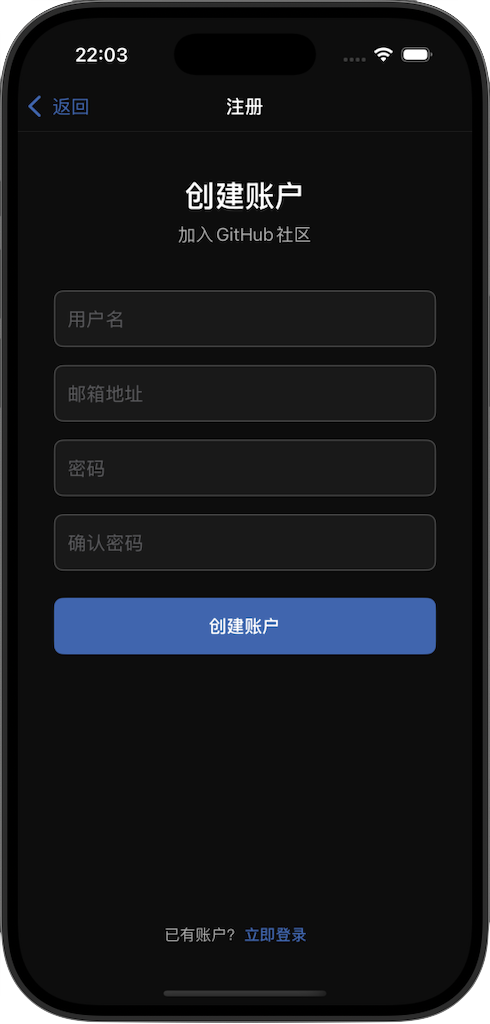 22:03
返回 注册
创建账户
加入 GitHub 社区
用户名
邮箱地址
密码
确认密码
创建账户
已有账户？ 立即登录